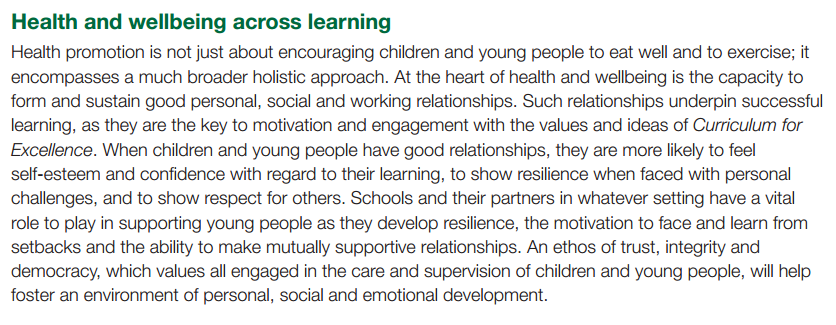 Health and wellbeing across learning
Health promotion is not just about encouraging children and young people to eat well and to exercise; it
encompasses a much broader holistic approach. At the heart of health and wellbeing is the capacity to
form and sustain good personal, social and working relationships. Such relationships underpin successful
learning, as they are the key to motivation and engagement with the values and ideas of Curriculum for
Excellence. When children and young people have good relationships, they are more likely to feel
self-esteem and confidence with regard to their learning, to show resilience when faced with personal
challenges, and to show respect for others. Schools and their partners in whatever setting have a vital
role to play in supporting young people as they develop resilience, the motivation to face and learn from
setbacks and the ability to make mutually supportive relationships. An ethos of trust, integrity and
democracy, which values all engaged in the care and supervision of children and young people, will help
foster an environment of personal, social and emotional development.